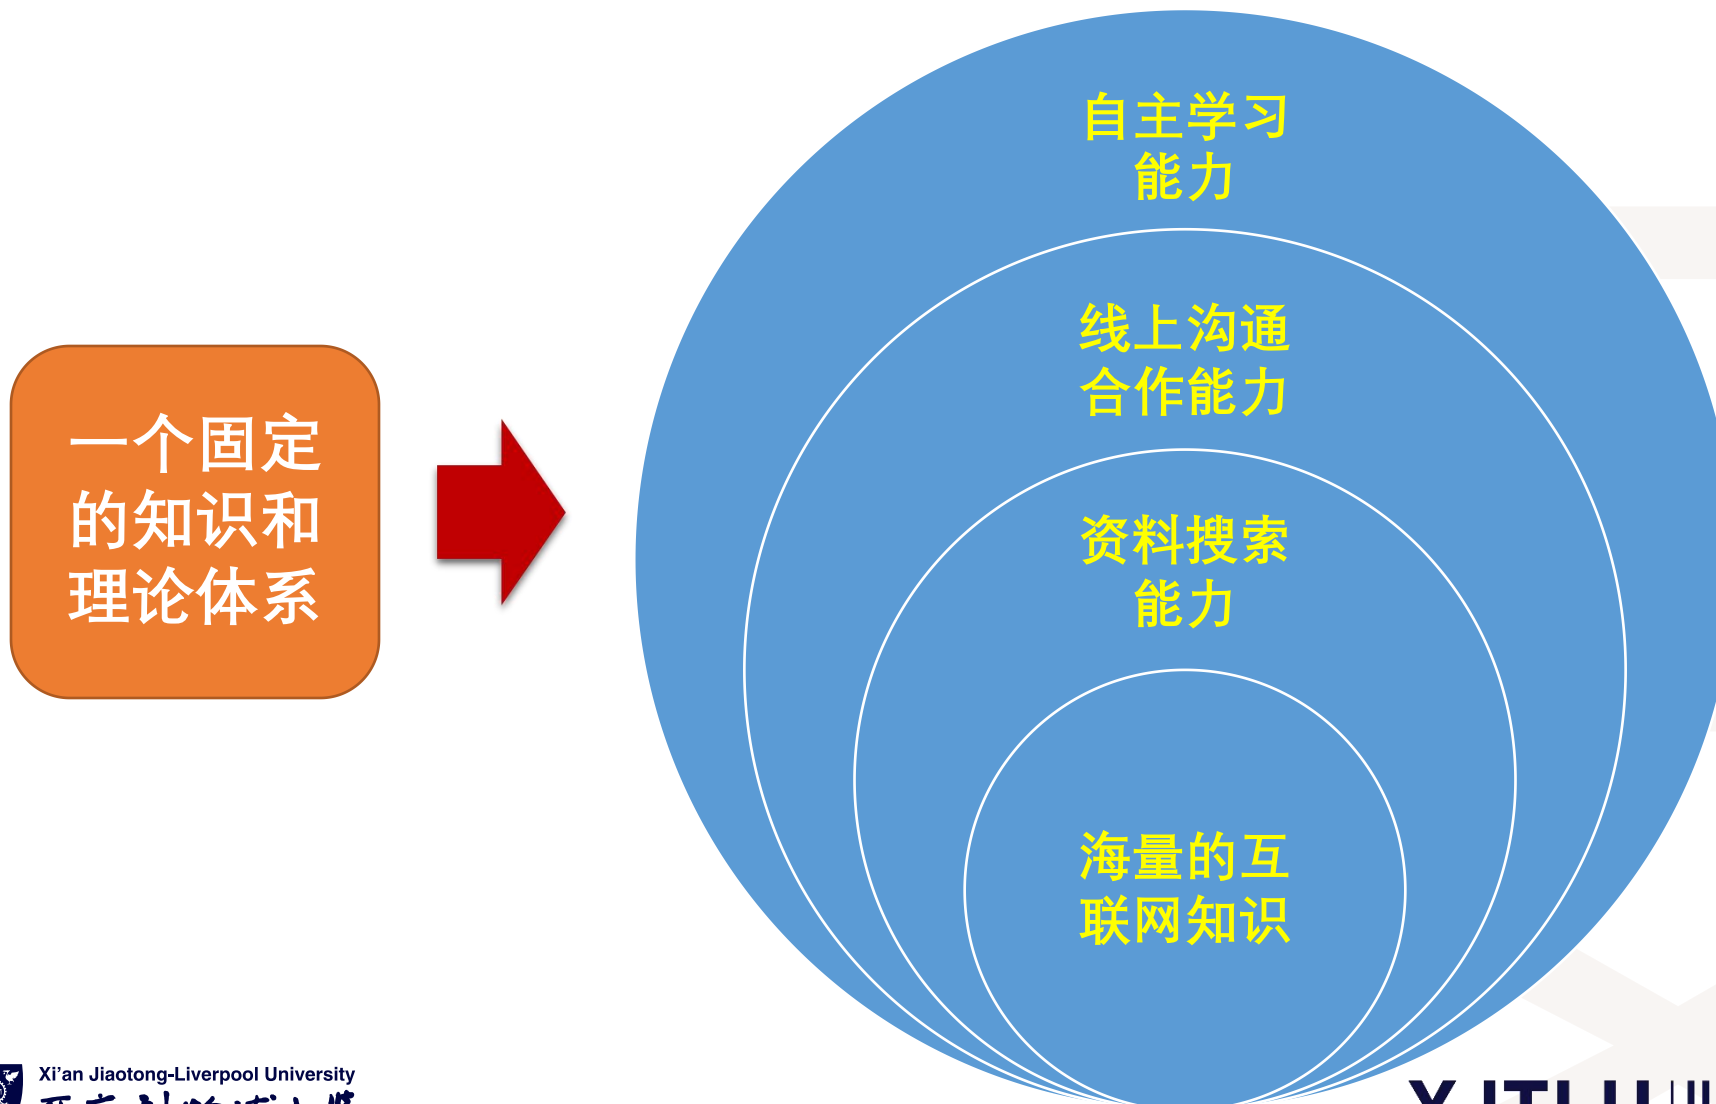 自主学习
能力
线上沟通
合作能力
一个固定
的知识和
理论体系
资料搜索
能力
海量的互
联网知识
Xi'an Jiaotong-Liverpool University